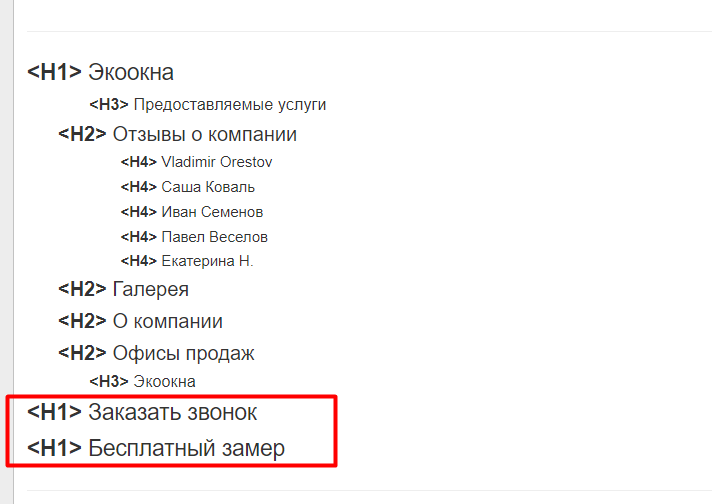 <H1> Экоокна
<H3> Предоставляемые услуги
<H2> Отзывы о компании
<H4> Vladimir Orestov
<H4> Саша Коваль
<H4> Иван Семенов
<H4> Павел Веселов
<H4> Екатерина Н.
<H2> Галерея
<H2> О компании
<H2> Офисы продаж
<H3> Экоокна
<H1> Заказать звонок
<H1> Бесплатный замер